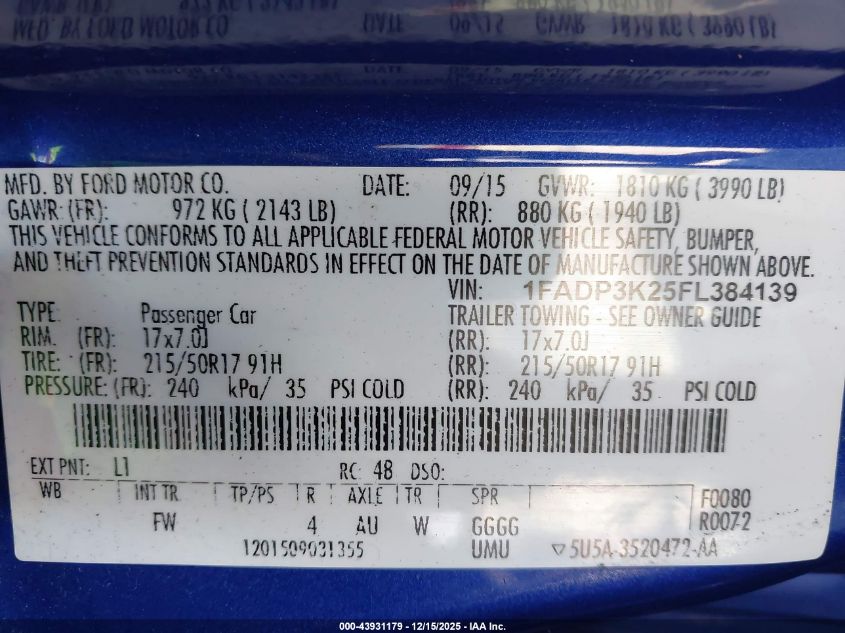 MFD. BY FORD MOTOR CO. DATE: 09/15 GVWR: 1810 KG ( 3990 LB)
GAWR: (FR): 972 KG ( 2143 LB) (RR): 880 KG ( 1940 LB)
THIS VEHICLE CONFORMS TO ALL APPLICABLE FEDERAL MOTOR VEHICLE SAFETY, BUMPER,
AND THEFT PREVENTION STANDARDS IN EFFECT ON THE DATE OF MANUFACTURE SHOWN ABOVE.
VIN: 1FADP3K25FL384139
TYPE: Passenger Car TRAILER TOWING - SEE OWNER GUIDE
RIM: (FR): 17x7.0J (RR): 17x7.0J
TIRE: (FR): 215/50R17 91H (RR): 215/50R17 91H
PRESSURE: (FR): 240 kPa/ 35 PSI COLD (RR): 240 kPa/ 35 PSI COLD
EXT PNT: L1 RC: 48 DSO:
WB INT TR TP/PS R AXLE TR SPR F0080
FW 4 AU W GGGG R0072
1201509031355 UMU ▽5U5A-3520472-AA
000-43931179 - 12/15/2025 - IAA Inc.